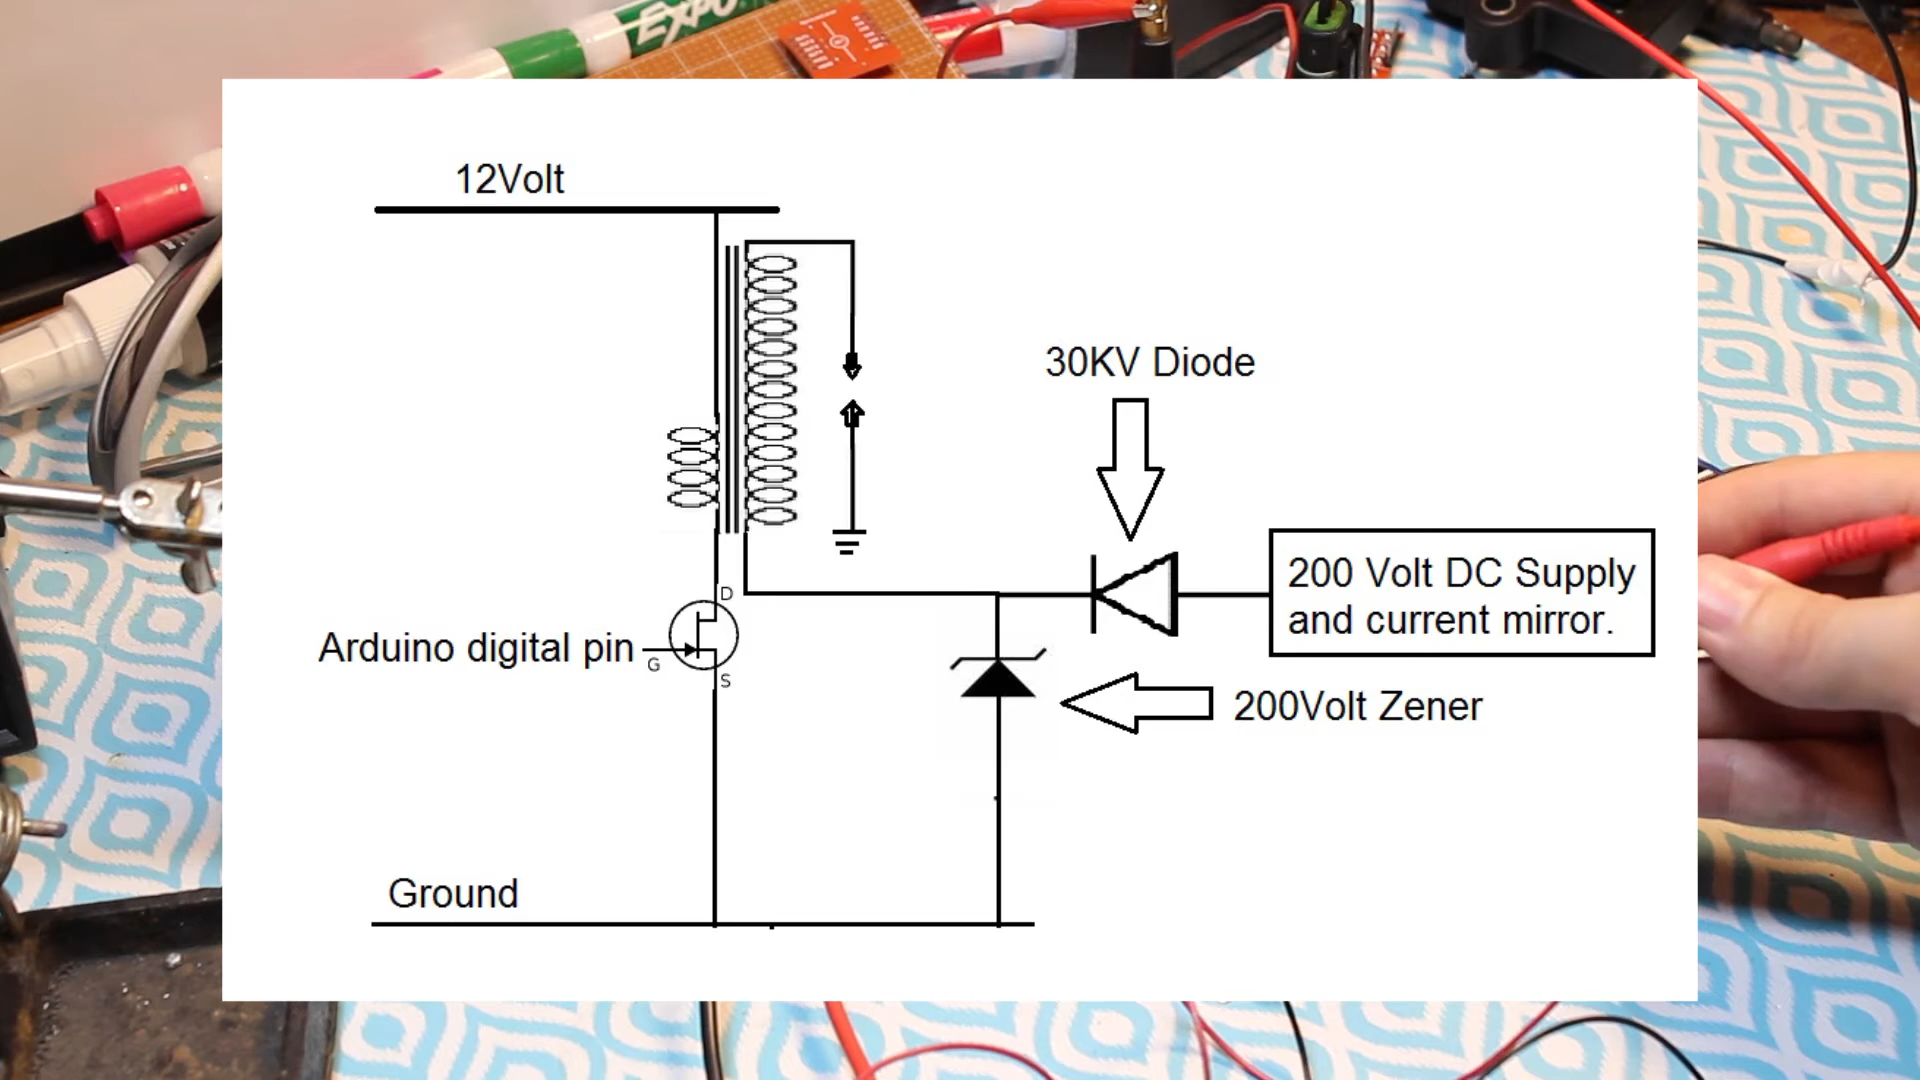 EXPO
12Volt
30KV Diode
200 Volt DC Supply
and current mirror.
D
Arduino digital pin
G
S
200Volt Zener
Ground